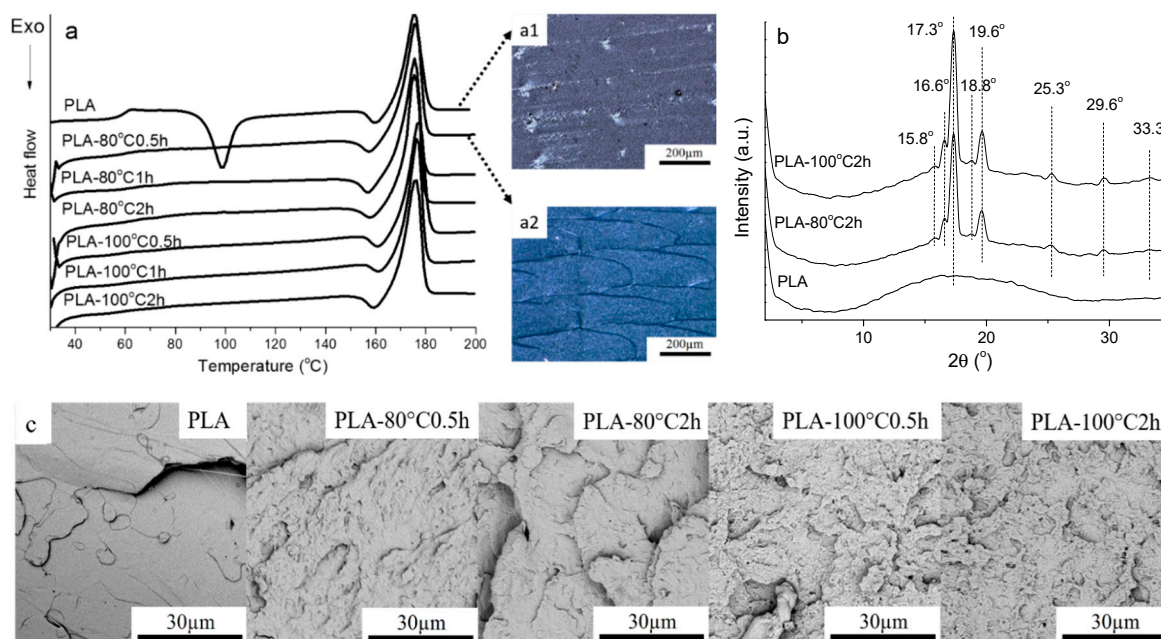 Exo
Heat flow
a
PLA
PLA-80°C0.5h
PLA-80°C1h
PLA-80°C2h
PLA-100°C0.5h
PLA-100°C1h
PLA-100°C2h
40 60 80 100 120 140 160 180 200
Temperature (°C)
a1
200µm
a2
200µm
b
17.3°
19.6°
16.6°
18.8°
25.3°
29.6°
33.3
15.8°
PLA-100°C2h
PLA-80°C2h
PLA
Intensity (a.u.)
10 20 30
2θ (°)
c
PLA
PLA-80°C0.5h
PLA-80°C2h
PLA-100°C0.5h
PLA-100°C2h
30µm
30µm
30µm
30µm
30µm